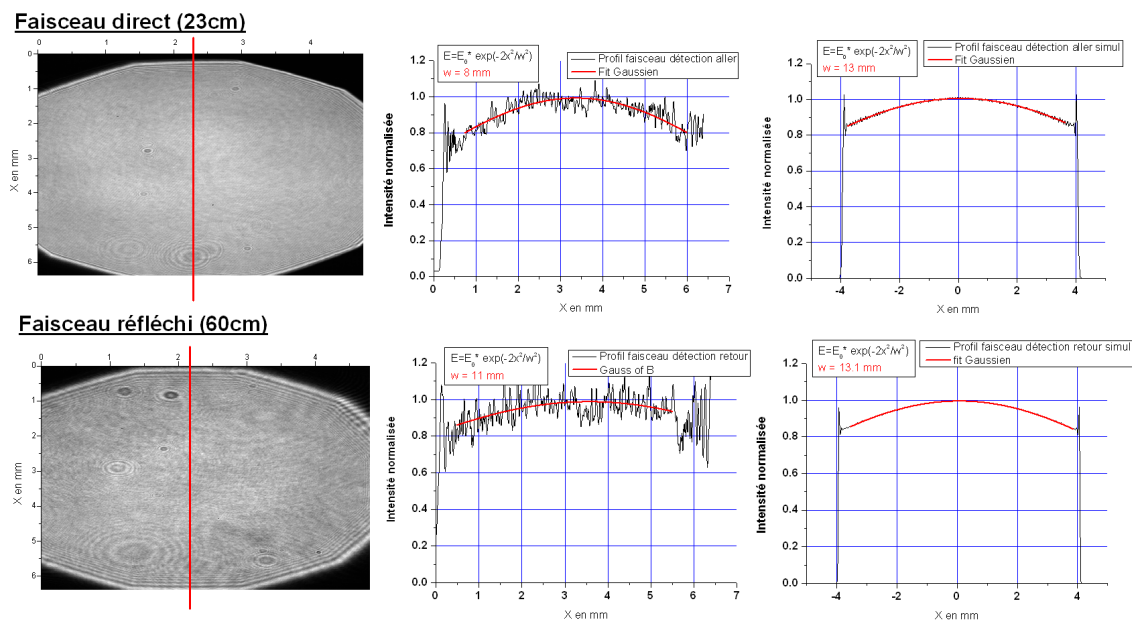 Faisceau direct (23cm)
0 1 2 3 4
0
1
2
3
4
5
6
X en mm
E=E₀* exp(-2x²/w²)
w = 8 mm
Profil faisceau détection aller
Fit Gaussien
Intensité normalisée
1.2
1.0
0.8
0.6
0.4
0.2
0.0
0 1 2 3 4 5 6 7
X en mm
E=E₀* exp(-2x²/w²)
w = 13 mm
Profil faisceau détection aller simul
Fit Gaussien
Intensité normalisée
1.2
1.0
0.8
0.6
0.4
0.2
0.0
-4 -2 0 2 4
X en mm
Faisceau réfléchi (60cm)
0 1 2 3 4
0
1
2
3
4
5
6
X en mm
E=E₀* exp(-2x²/w²)
w = 11 mm
Profil faisceau détection retour
Gauss of B
Intensité normalisée
1.2
1.0
0.8
0.6
0.4
0.2
0.0
0 1 2 3 4 5 6 7
X en mm
E=E₀* exp(-2x²/w²)
w = 13.1 mm
Profil faisceau détection retour simul
fit Gaussien
Intensité normalisée
1.2
1.0
0.8
0.6
0.4
0.2
0.0
-4 -2 0 2 4
X en mm